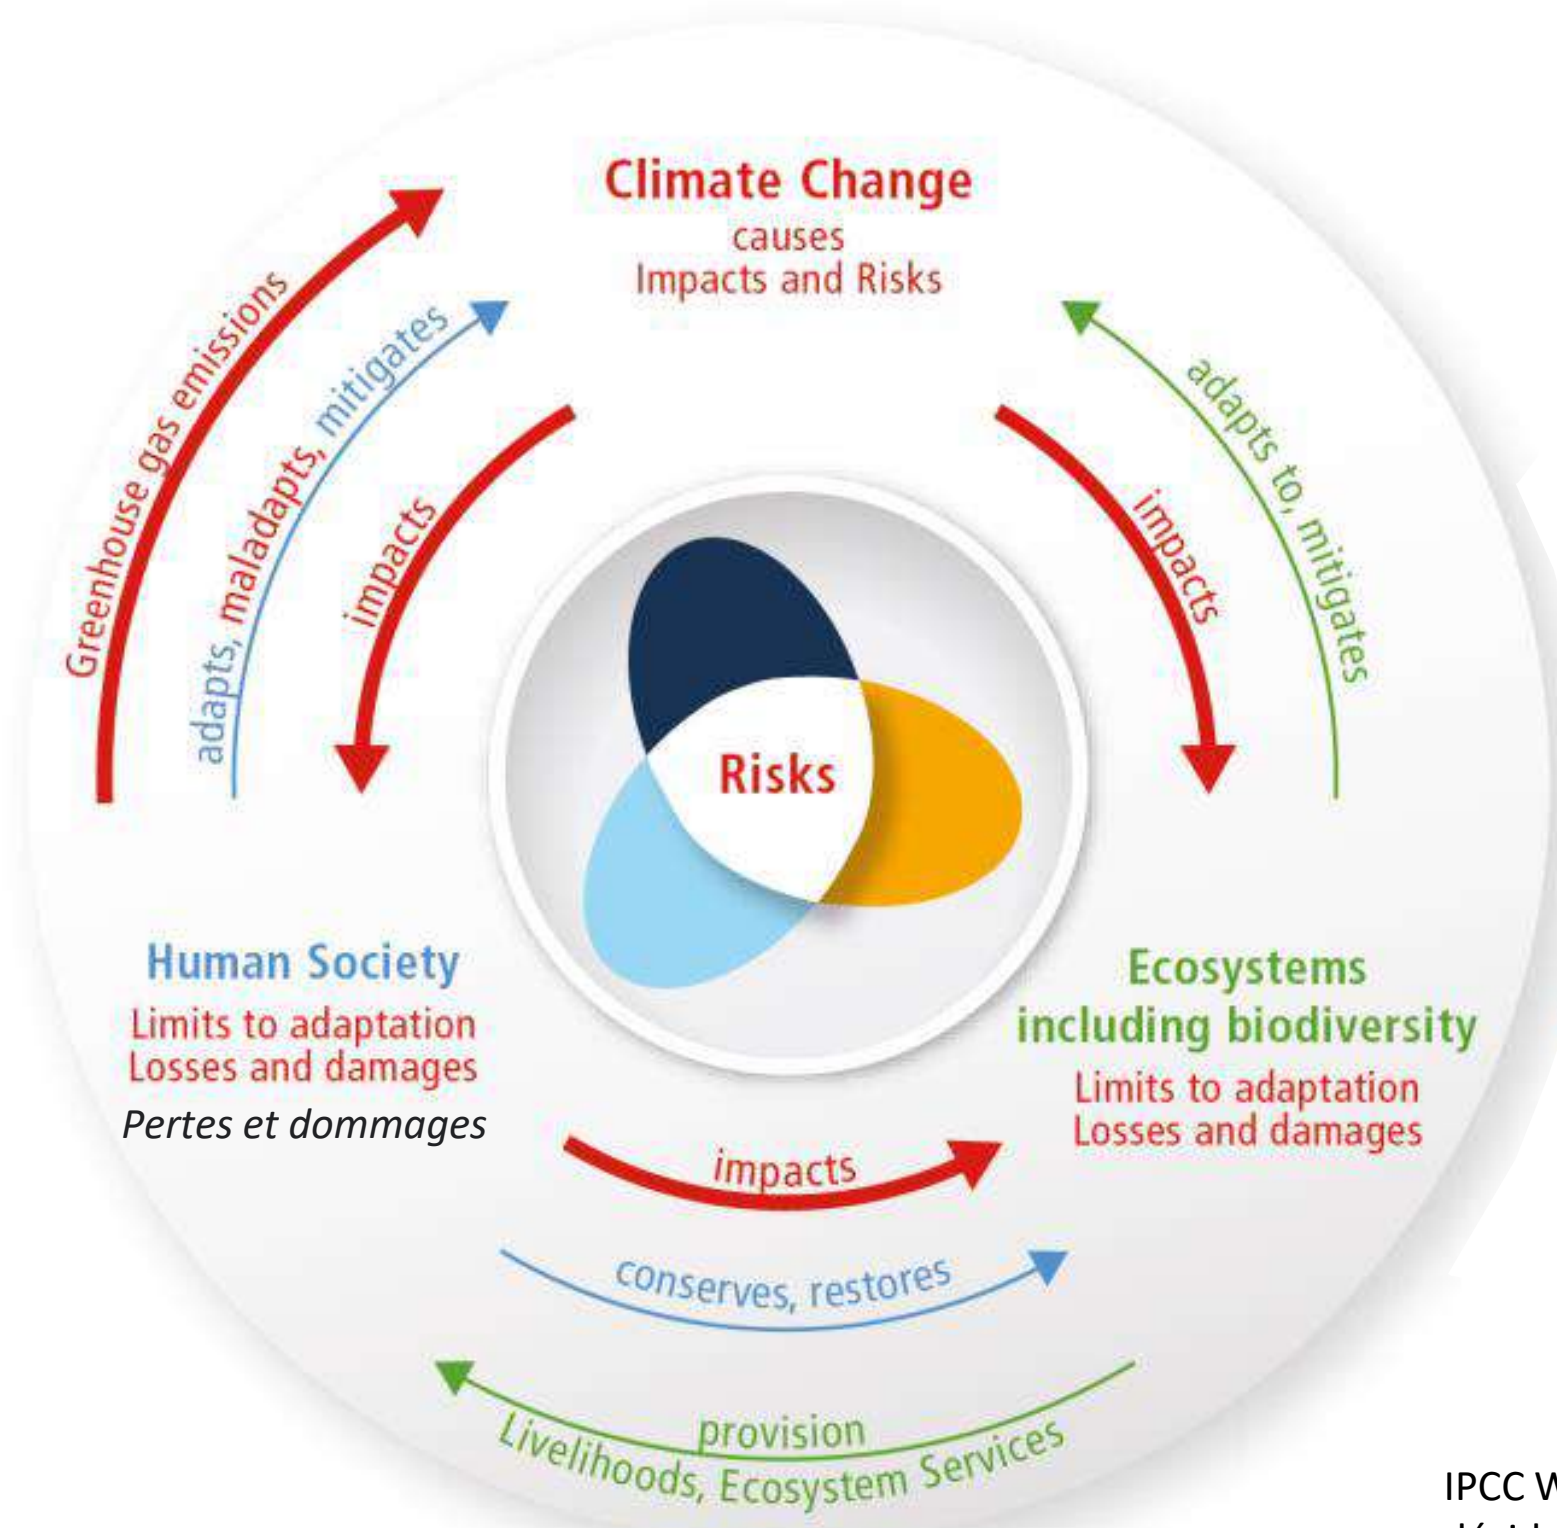 Climate Change
causes
Impacts and Risks
Greenhouse gas emissions
adapts, maladapts, mitigates
impacts
impacts
adapts to, mitigates
Risks
Human Society
Limits to adaptation
Losses and damages
Pertes et dommages
Ecosystems
including biodiversity
Limits to adaptation
Losses and damages
impacts
conserves, restores
provision
Livelihoods, Ecosystem Services
IPCC